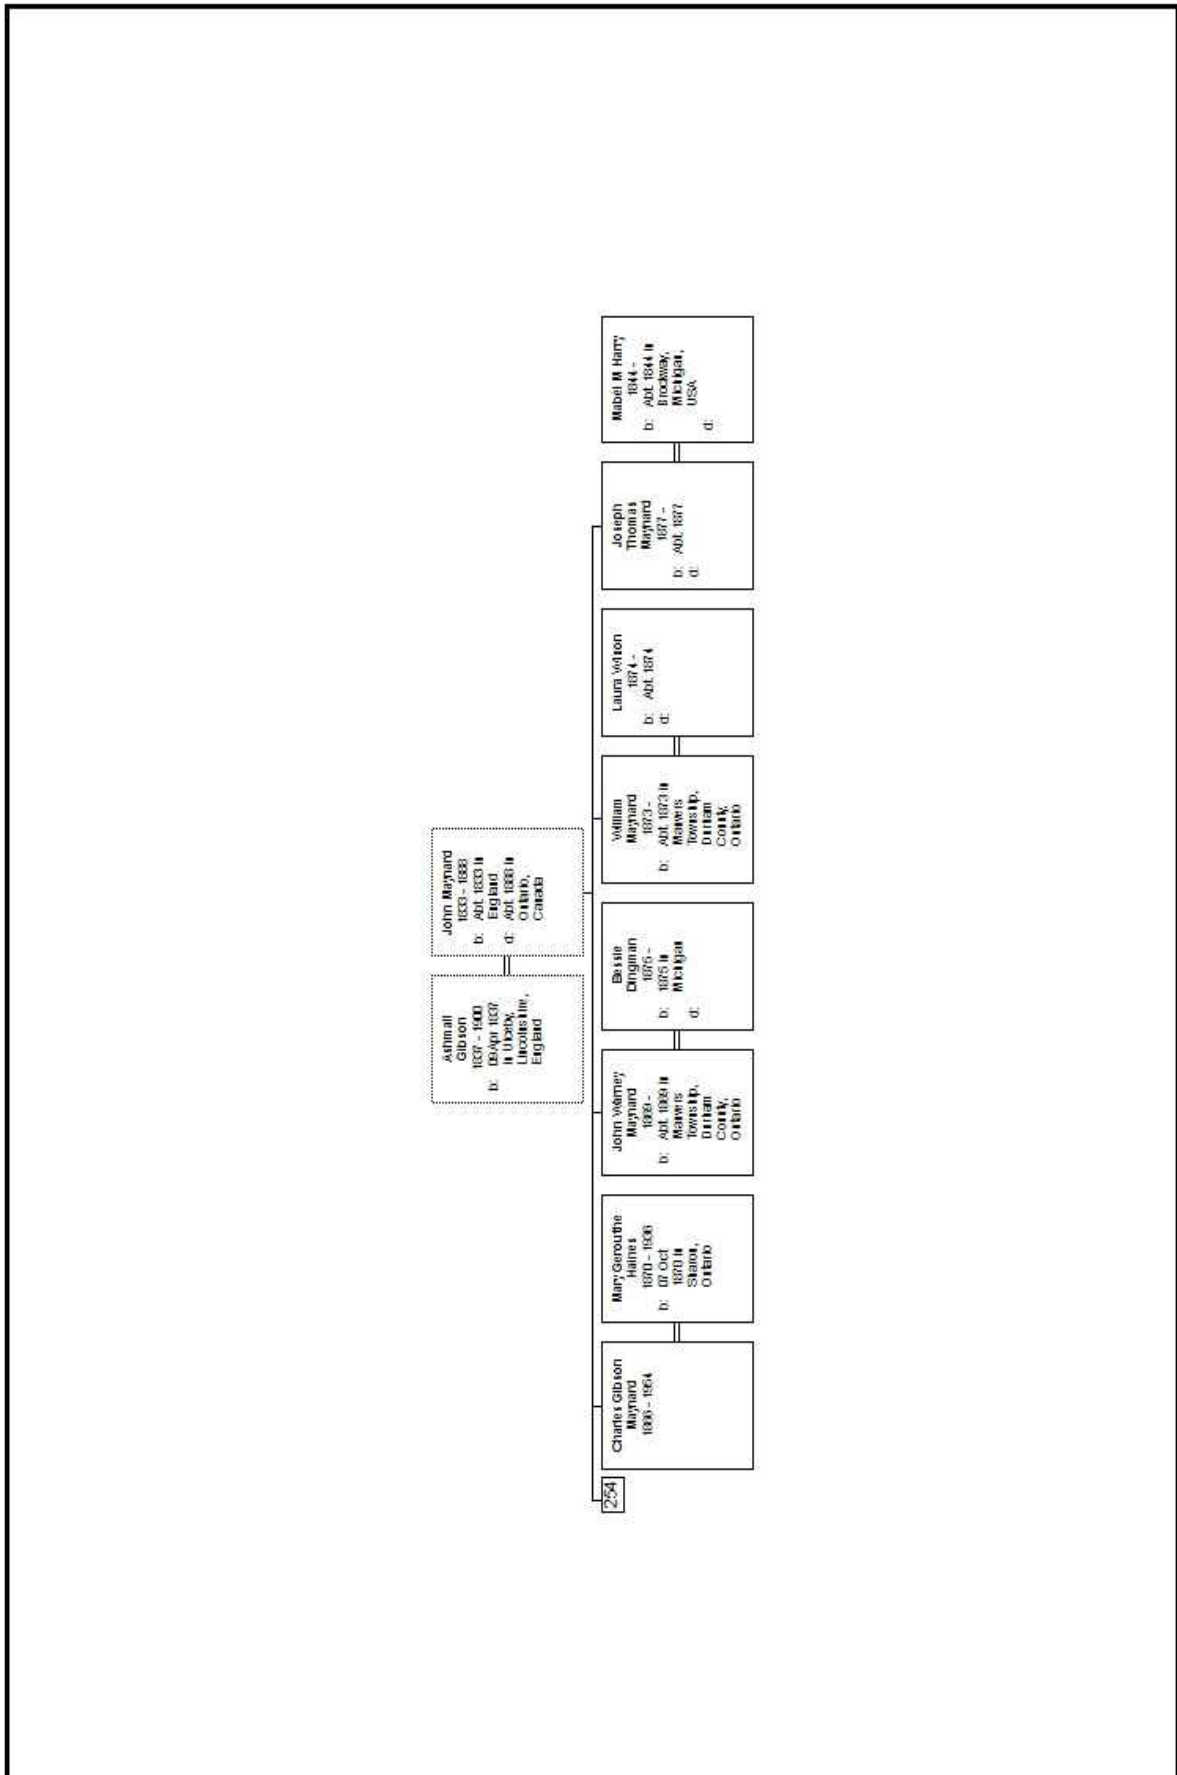 Ashmall
Gibson
1837 - 1900
b: 09 Apr 1837
in Ulceby,
Lincolnshire,
England
John Maynard
1833 - 1888
b: Abt. 1833 in
England
d: Abt. 1888 in
Ontario,
Canada
254
Charles Gibson
Maynard
1866 - 1954
Mary Gerouthe
Haines
1870 - 1936
b: 07 Oct
1870 in
Sharon,
Ontario
John Verney
Maynard
1869 -
b: Abt. 1869 in
Manvers
Township,
Durham
County,
Ontario
Bessie
Dingman
1875 -
b: 1875 in
Michigan
d:
William
Maynard
1873 -
b: Abt. 1873 in
Manvers
Township,
Durham
County,
Ontario
Laura
1874 -
b: Abt. 1874
d:
Joseph
Thomas
Maynard
1877 -
b: Abt. 1877
d:
Mabel M Harry
1844 -
b: Abt. 1844 in
Brockway,
Michigan,
USA
d: